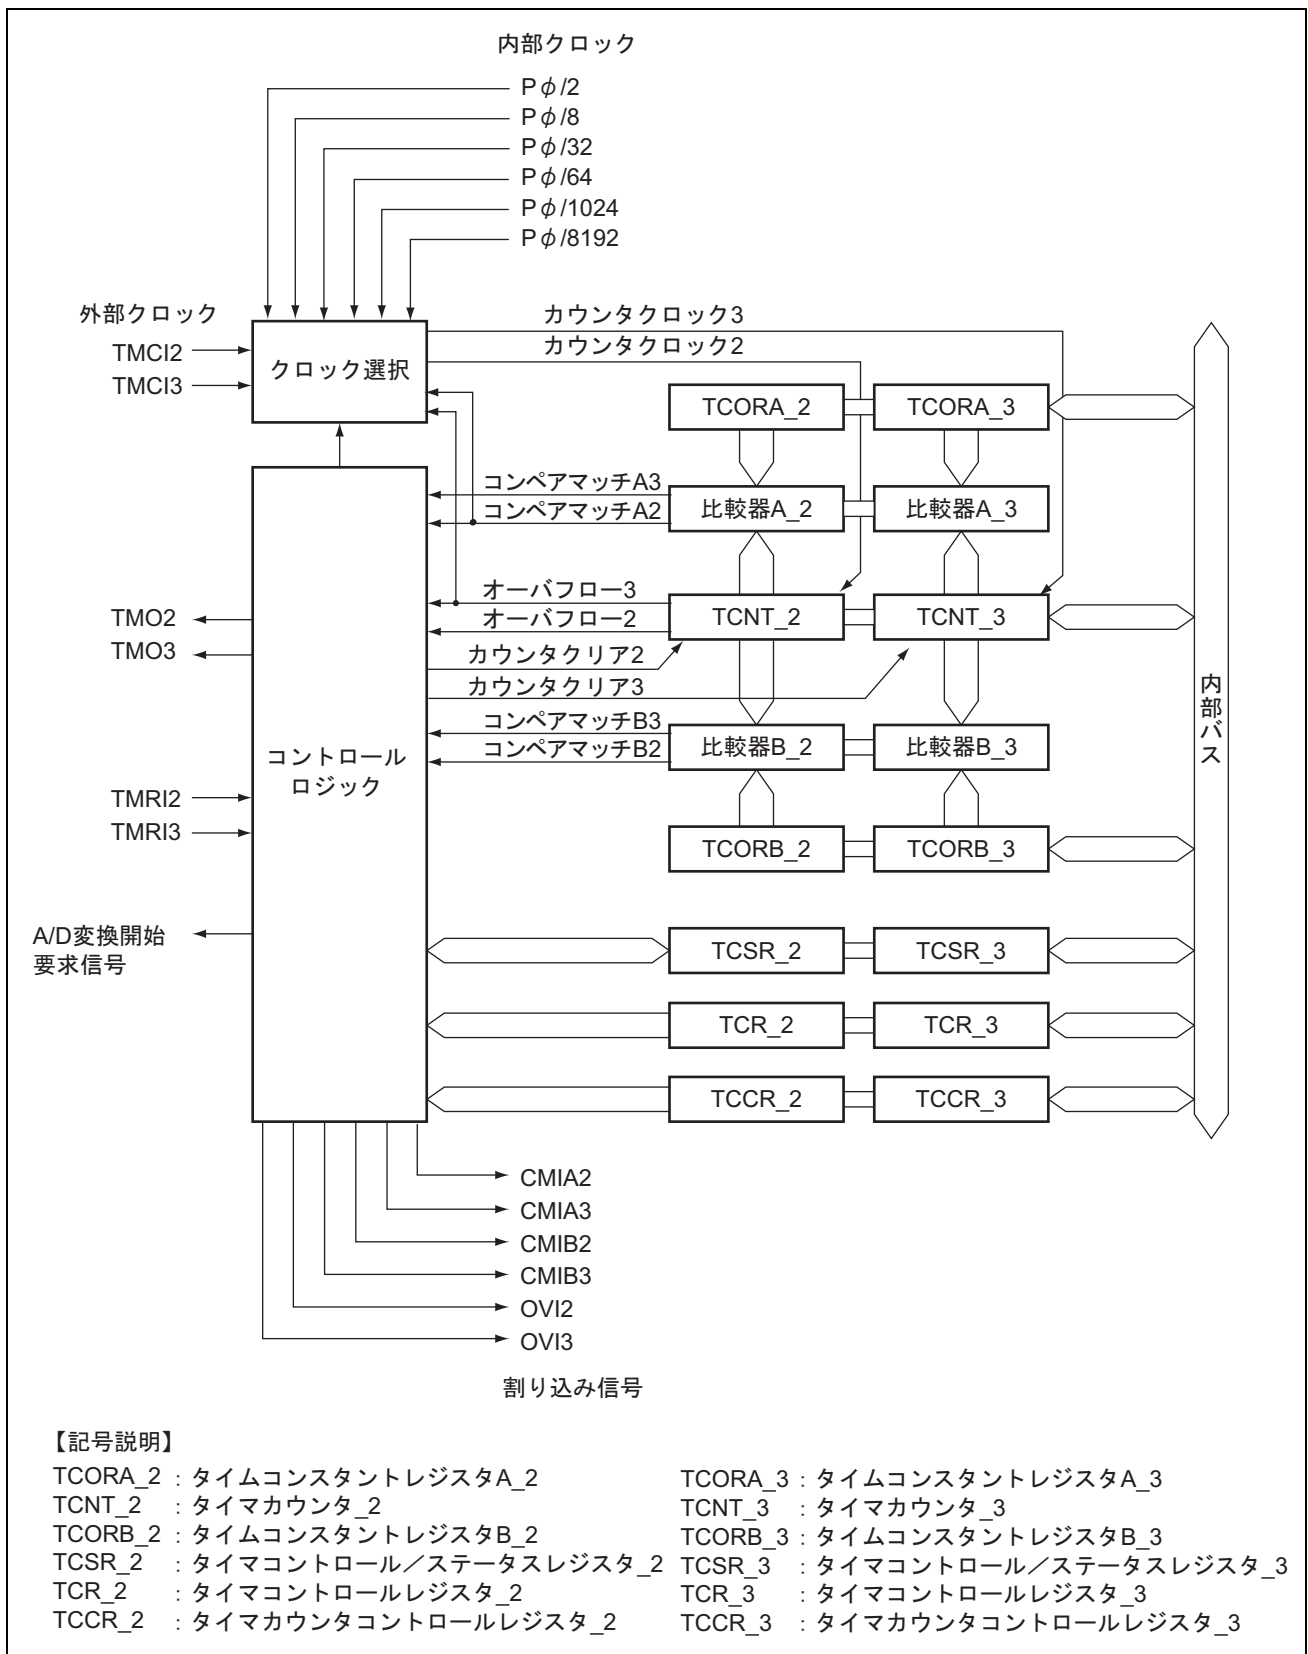 内部クロック
Pφ/2
Pφ/8
Pφ/32
Pφ/64
Pφ/1024
Pφ/8192
外部クロック
TMCI2
TMCI3
クロック選択
カウンタクロック3
カウンタクロック2
TCORA_2
TCORA_3
コンペアマッチA3
コンペアマッチA2
比較器A_2
比較器A_3
オーバフロー3
オーバフロー2
TCNT_2
TCNT_3
カウンタクリア2
カウンタクリア3
TMO2
TMO3
コンペアマッチB3
コンペアマッチB2
比較器B_2
比較器B_3
内部バス
コントロール
ロジック
TMRI2
TMRI3
TCORB_2
TCORB_3
A/D変換開始
要求信号
TCSR_2
TCSR_3
TCR_2
TCR_3
TCCR_2
TCCR_3
CMIA2
CMIA3
CMIB2
CMIB3
OVI2
OVI3
割り込み信号
【記号説明】
TCORA_2 : タイムコンスタントレジスタA_2
TCNT_2 : タイマカウンタ_2
TCORB_2 : タイムコンスタントレジスタB_2
TCSR_2 : タイマコントロール／ステータスレジスタ_2
TCR_2 : タイマコントロールレジスタ_2
TCCR_2 : タイマカウンタコントロールレジスタ_2
TCORA_3 : タイムコンスタントレジスタA_3
TCNT_3 : タイマカウンタ_3
TCORB_3 : タイムコンスタントレジスタB_3
TCSR_3 : タイマコントロール／ステータスレジスタ_3
TCR_3 : タイマコントロールレジスタ_3
TCCR_3 : タイマカウンタコントロールレジスタ_3